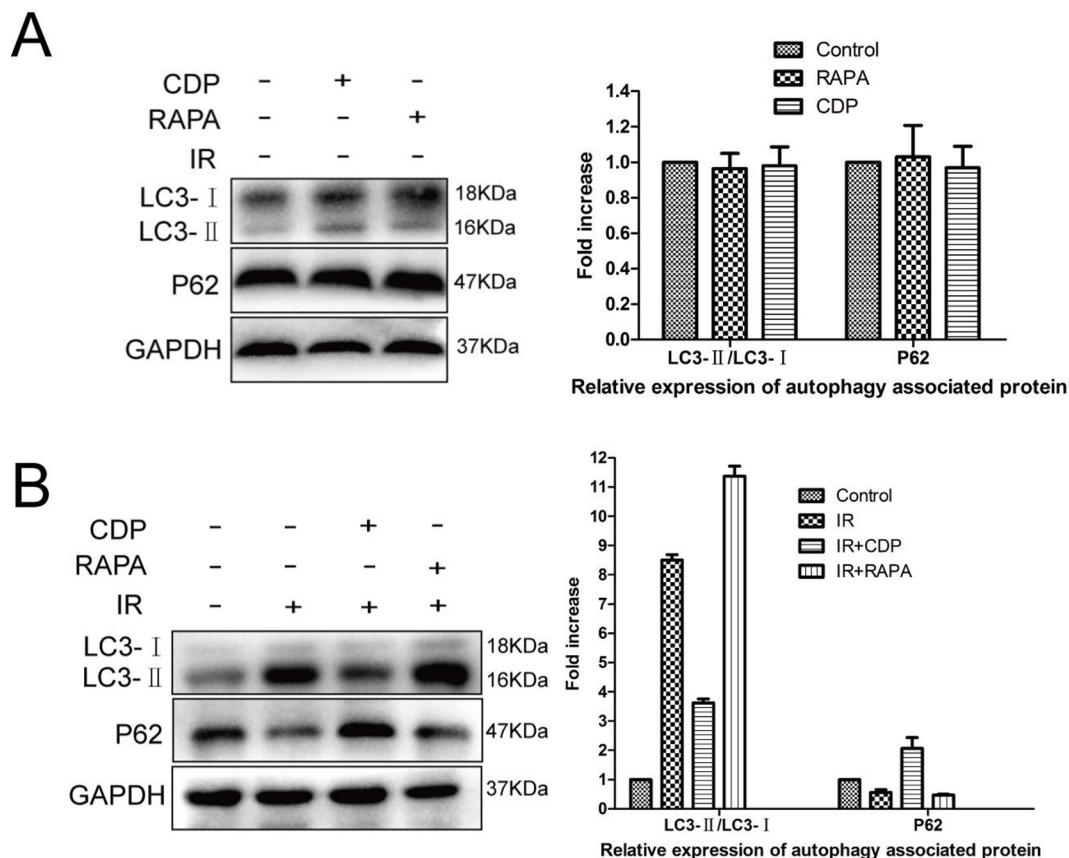 A
CDP - + -
RAPA - - +
IR - - -
LC3-Ⅰ 18KDa
LC3-Ⅱ 16KDa
P62 47KDa
GAPDH 37KDa
Control
RAPA
CDP
Fold increase
1.4
1.2
1.0
0.8
0.6
0.4
0.2
0.0
LC3-Ⅱ/LC3-Ⅰ P62
Relative expression of autophagy associated protein
B
CDP - - + -
RAPA - - - +
IR - + + +
LC3-Ⅰ 18KDa
LC3-Ⅱ 16KDa
P62 47KDa
GAPDH 37KDa
Control
IR
IR+CDP
IR+RAPA
Fold increase
12
11
10
9
8
7
6
5
4
3
2
1
0
LC3-Ⅱ/LC3-Ⅰ P62
Relative expression of autophagy associated protein